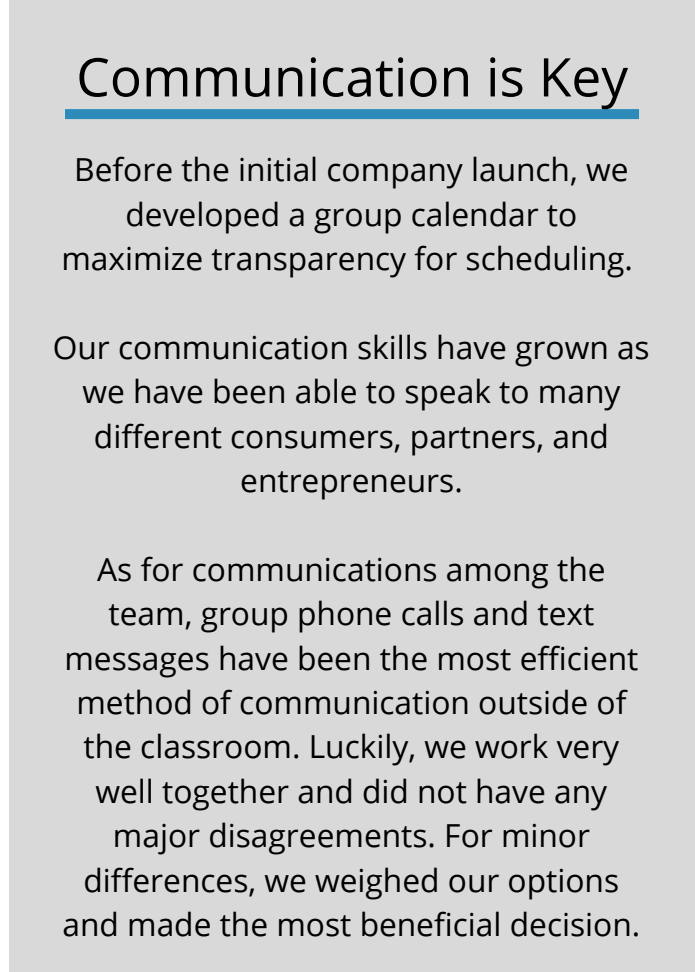 Communication is Key
Before the initial company launch, we
developed a group calendar to
maximize transparency for scheduling.
Our communication skills have grown as
we have been able to speak to many
different consumers, partners, and
entrepreneurs.
As for communications among the
team, group phone calls and text
messages have been the most efficient
method of communication outside of
the classroom. Luckily, we work very
well together and did not have any
major disagreements. For minor
differences, we weighed our options
and made the most beneficial decision.